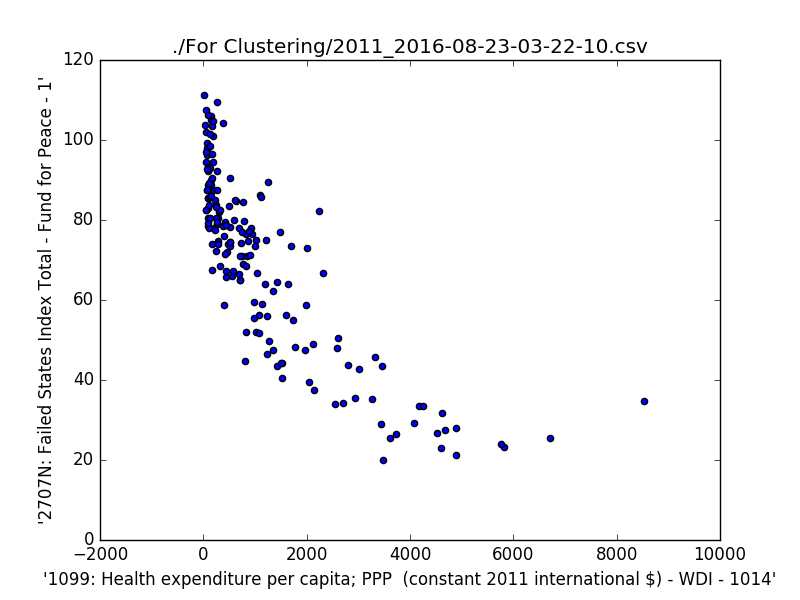 ./For Clustering/2011_2016-08-23-03-22-10.csv
'2707N: Failed States Index Total - Fund for Peace - 1'
120
100
80
60
40
20
0
−2000 0 2000 4000 6000 8000 10000
'1099: Health expenditure per capita; PPP  (constant 2011 international $) - WDI - 1014'